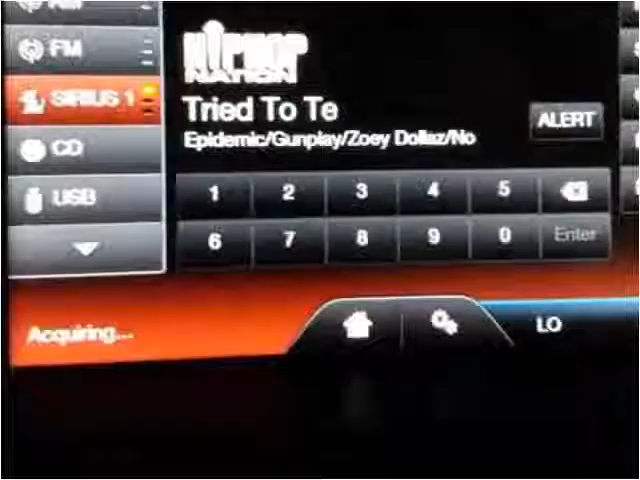 AM
FM
SIRIUS 1
CD
USB
HIPHOP
NATION
Tried To Te
Epidemic/Gunplay/Zoey Dollaz/No
ALERT
1 2 3 4 5
6 7 8 9 0 Enter
Acquiring...
LO